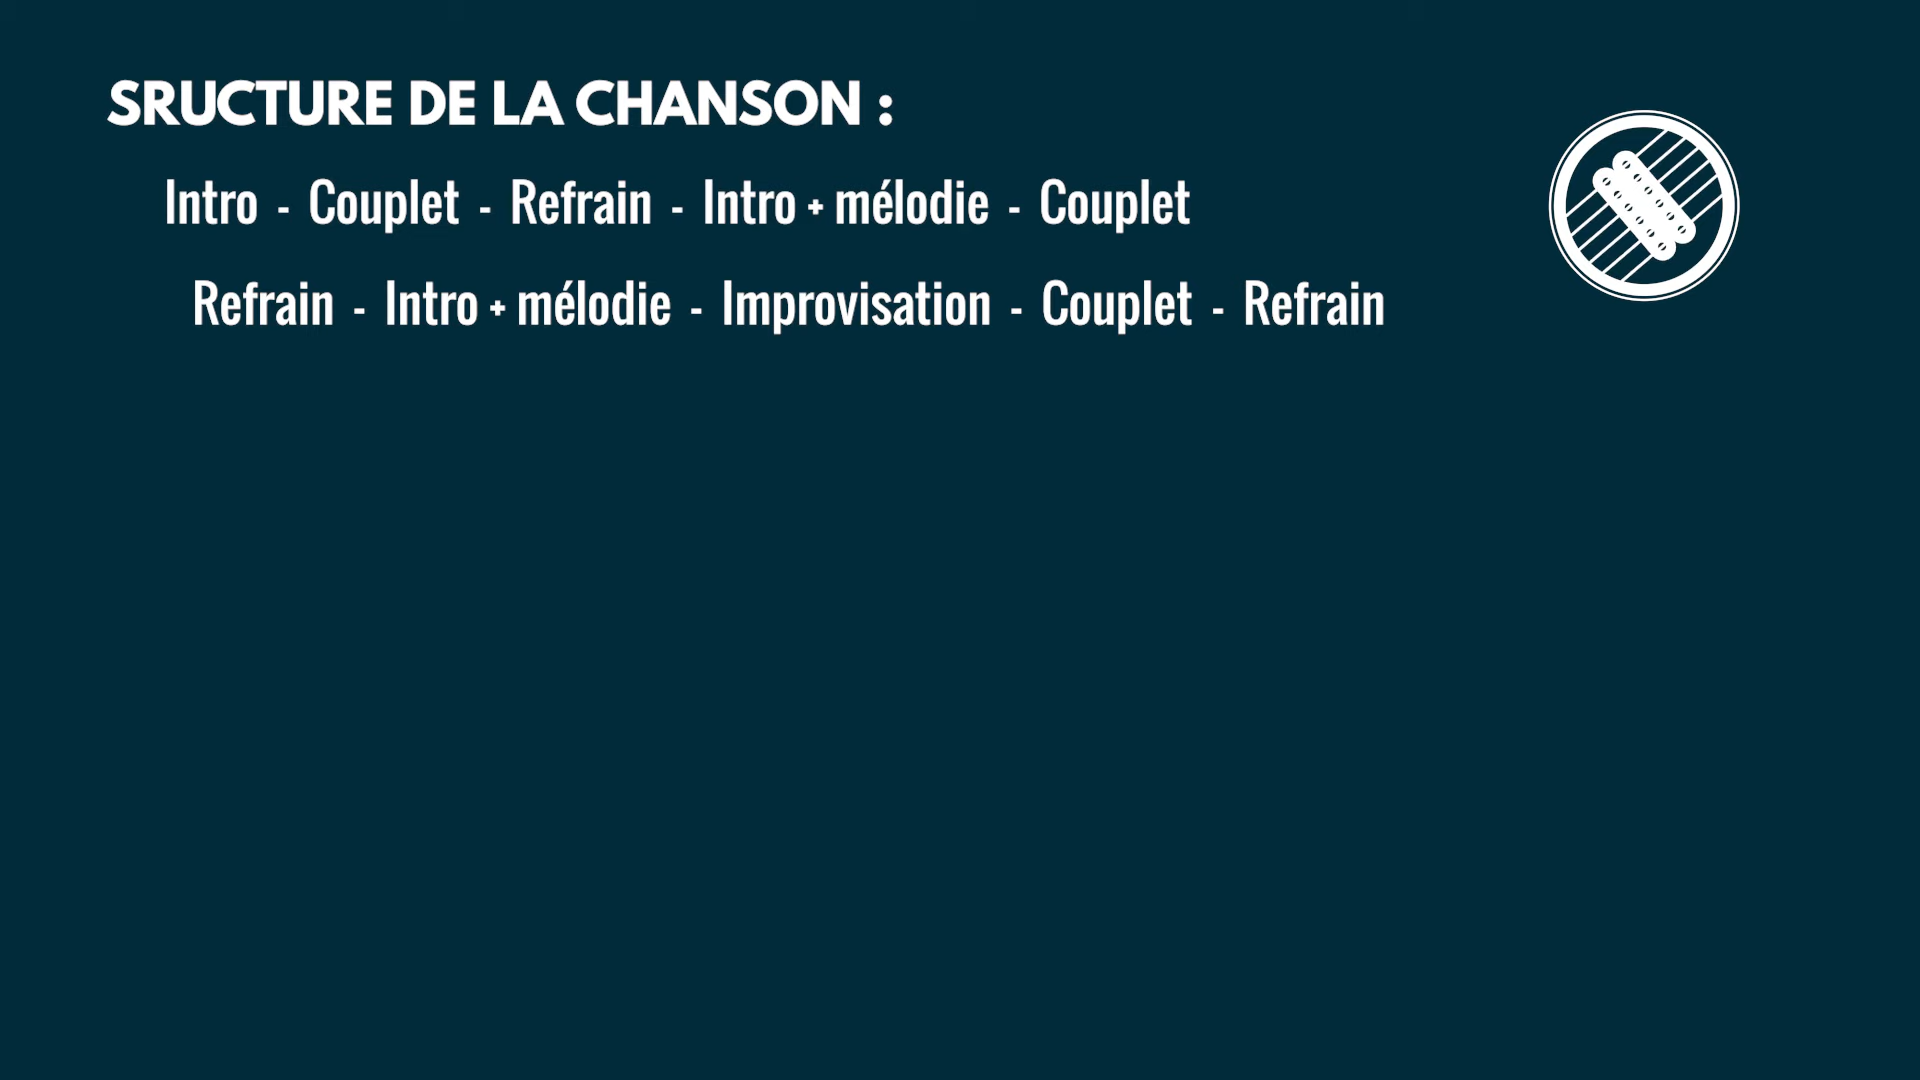 SRUCTURE DE LA CHANSON :
Intro - Couplet - Refrain - Intro + mélodie - Couplet
Refrain - Intro + mélodie - Improvisation - Couplet - Refrain